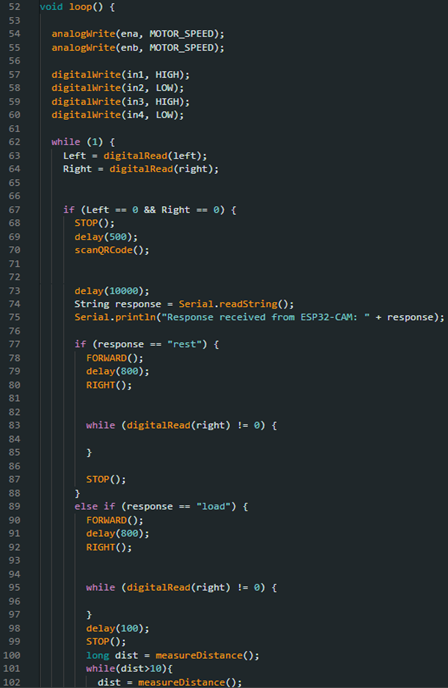 52 void loop() {
53
54 analogWrite(ena, MOTOR_SPEED);
55 analogWrite(enb, MOTOR_SPEED);
56
57 digitalWrite(in1, HIGH);
58 digitalWrite(in2, LOW);
59 digitalWrite(in3, HIGH);
60 digitalWrite(in4, LOW);
61
62 while (1) {
63 Left = digitalRead(left);
64 Right = digitalRead(right);
65
66
67 if (Left == 0 && Right == 0) {
68 STOP();
69 delay(500);
70 scanQRCode();
71
72
73 delay(10000);
74 String response = Serial.readString();
75 Serial.println("Response received from ESP32-CAM: " + response);
76
77 if (response == "rest") {
78 FORWARD();
79 delay(800);
80 RIGHT();
81
82
83 while (digitalRead(right) != 0) {
84
85 }
86
87 STOP();
88 }
89 else if (response == "load") {
90 FORWARD();
91 delay(800);
92 RIGHT();
93
94
95 while (digitalRead(right) != 0) {
96
97 }
98 delay(100);
99 STOP();
100 long dist = measureDistance();
101 while(dist>10){
102 dist = measureDistance();